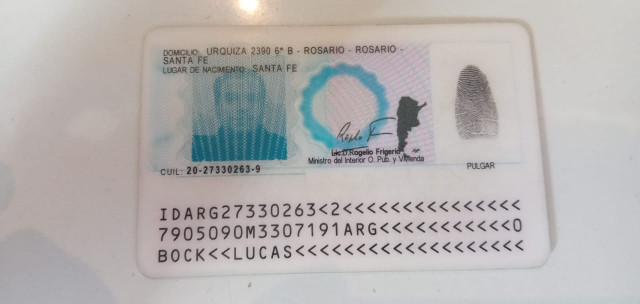 DOMICILIO: URQUIZA 2390 6° B - ROSARIO - ROSARIO -
SANTA FE
LUGAR DE NACIMIENTO: SANTA FE
Lic.D.Rogelio Frigerio
Ministro del Interior O. Pub. y Vivienda
PULGAR
CUIL: 20-27330263-9
IDARG27330263<2<<<<<<<<<<<<<<<
7905090M3307191ARG<<<<<<<<<<<0
BOCK<<LUCAS<<<<<<<<<<<<<<<<<<<